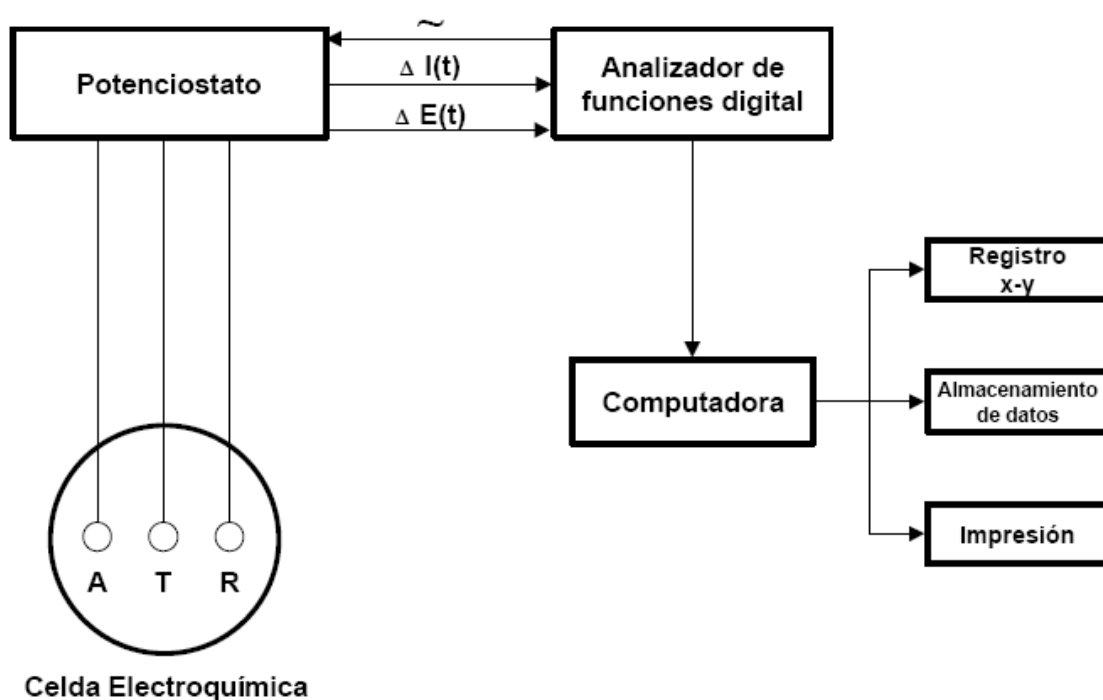 ~
Potenciostato
Δ I(t)
Δ E(t)
Analizador de
funciones digital
Registro
x-y
Computadora
Almacenamiento
de datos
Impresión
A T R
Celda Electroquímica